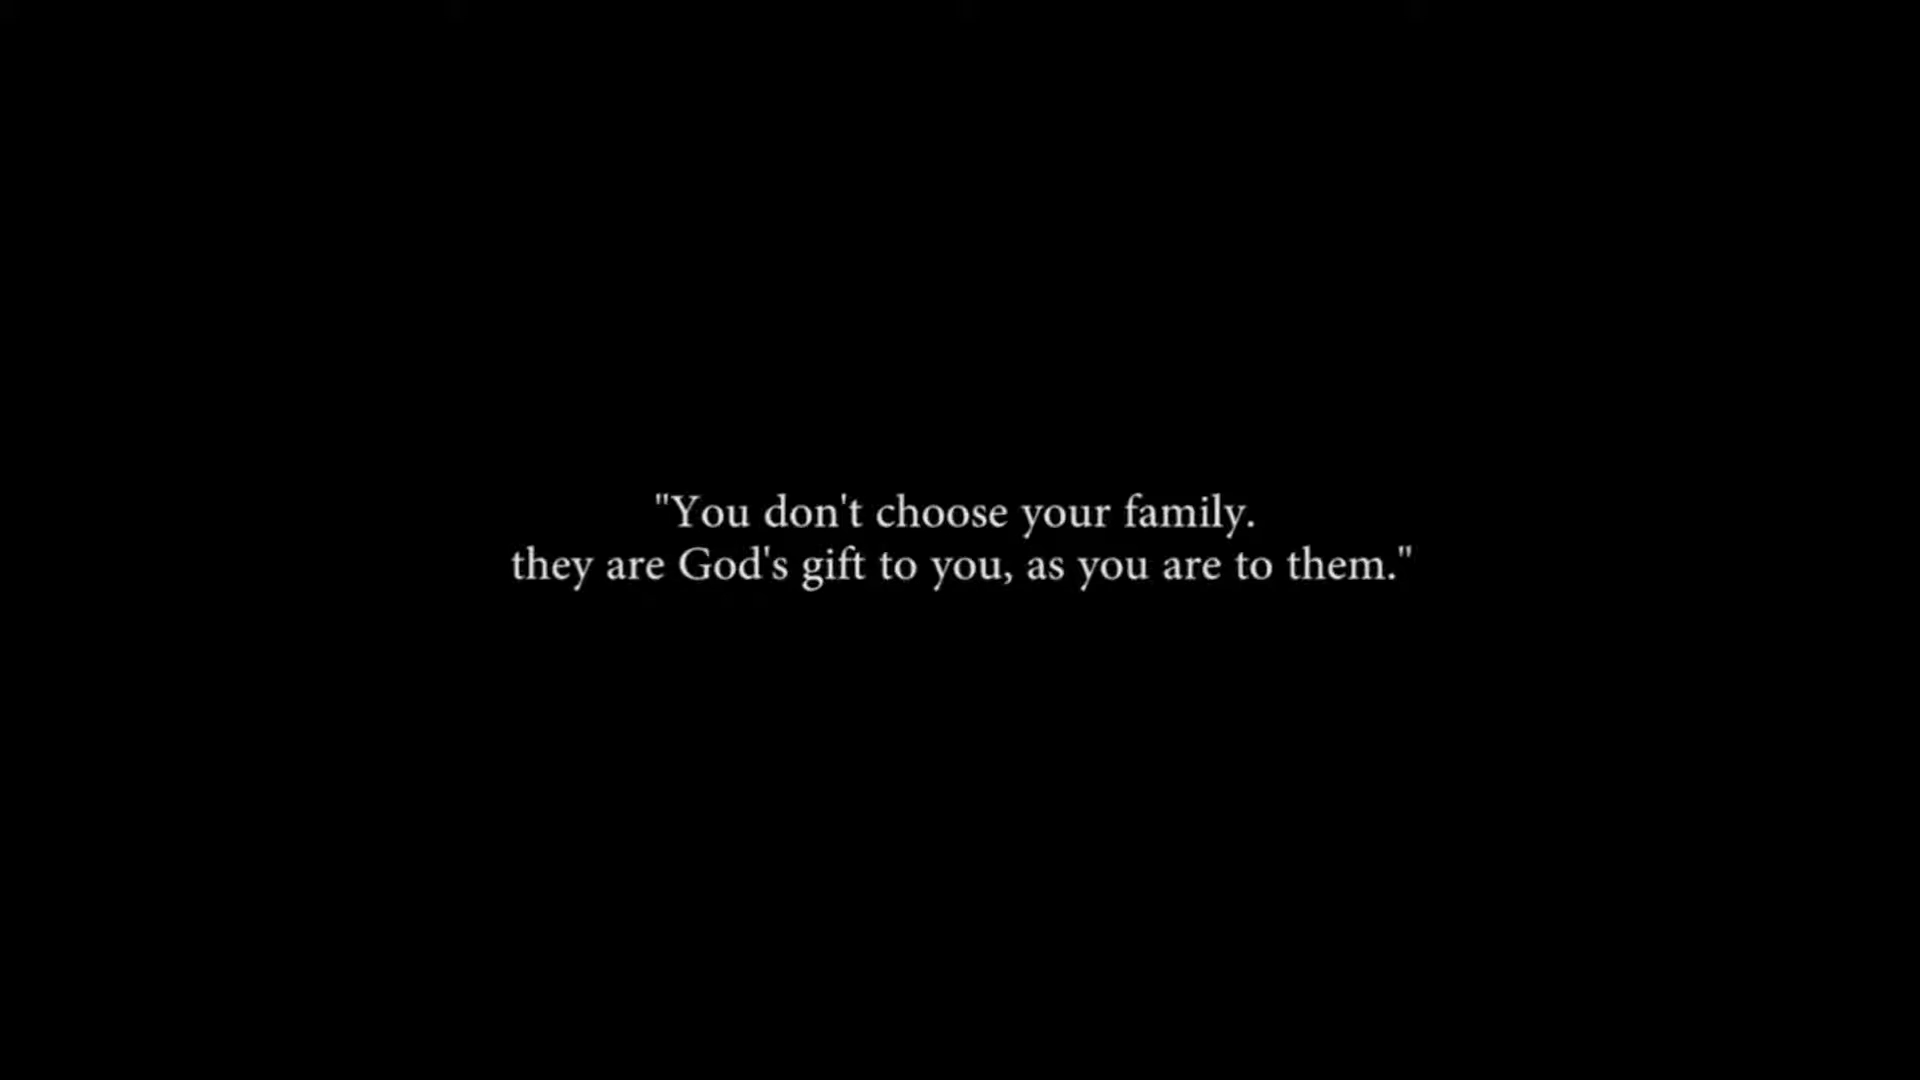 "You don't choose your family.
they are God's gift to you, as you are to them."